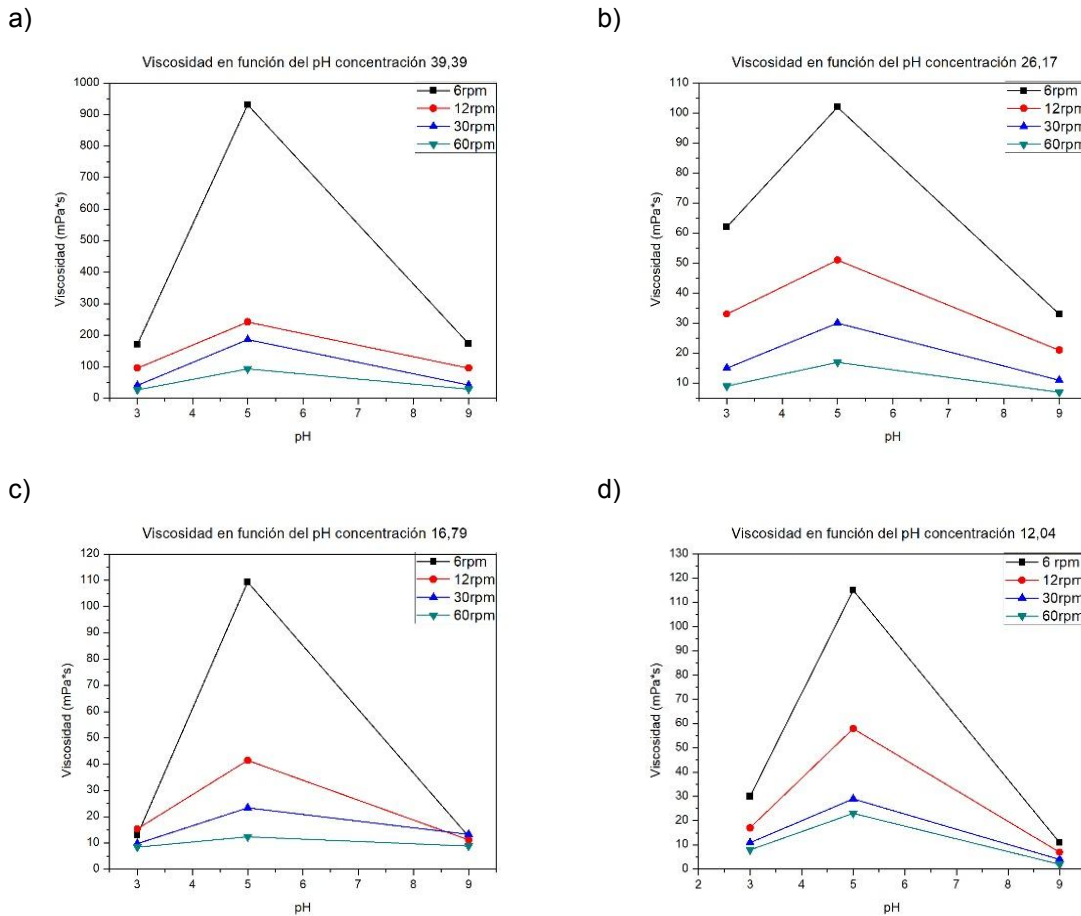 a)
Viscosidad en función del pH concentración 39,39
1000
900
800
700
600
500
400
300
200
100
0
Viscosidad (mPa*s)
6rpm
12rpm
30rpm
60rpm
3 4 5 6 7 8 9
pH
b)
Viscosidad en función del pH concentración 26,17
110
100
90
80
70
60
50
40
30
20
10
Viscosidad (mPa*s)
6rpm
12rpm
30rpm
60rpm
3 4 5 6 7 8 9
pH
c)
Viscosidad en función del pH concentración 16,79
120
110
100
90
80
70
60
50
40
30
20
10
0
Viscosidad (mPa*s)
6rpm
12rpm
30rpm
60rpm
3 4 5 6 7 8 9
pH
d)
Viscosidad en función del pH concentración 12,04
130
120
110
100
90
80
70
60
50
40
30
20
10
0
Viscosidad (mPa*s)
6 rpm
12rpm
30rpm
60rpm
2 3 4 5 6 7 8 9
pH